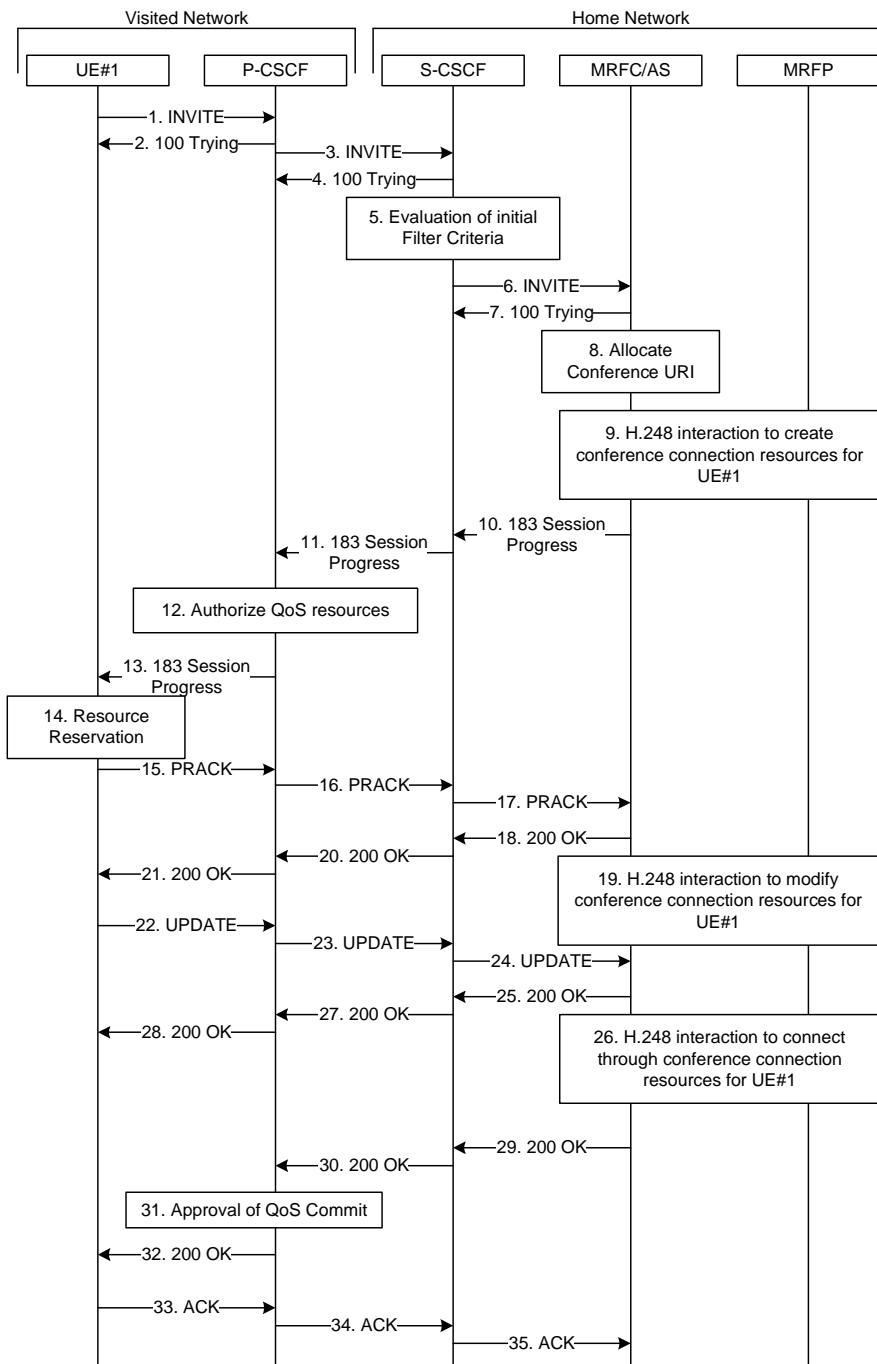 Visited Network
Home Network
UE#1
P-CSCF
S-CSCF
MRFC/AS
MRFP
1. INVITE
2. 100 Trying
3. INVITE
4. 100 Trying
5. Evaluation of initial
Filter Criteria
6. INVITE
7. 100 Trying
8. Allocate
Conference URI
9. H.248 interaction to create
conference connection resources for
UE#1
10. 183 Session
Progress
11. 183 Session
Progress
12. Authorize QoS resources
13. 183 Session
Progress
14. Resource
Reservation
15. PRACK
16. PRACK
17. PRACK
18. 200 OK
19. H.248 interaction to modify
conference connection resources for
UE#1
20. 200 OK
21. 200 OK
22. UPDATE
23. UPDATE
24. UPDATE
25. 200 OK
26. H.248 interaction to connect
through conference connection
resources for UE#1
27. 200 OK
28. 200 OK
29. 200 OK
30. 200 OK
31. Approval of QoS Commit
32. 200 OK
33. ACK
34. ACK
35. ACK